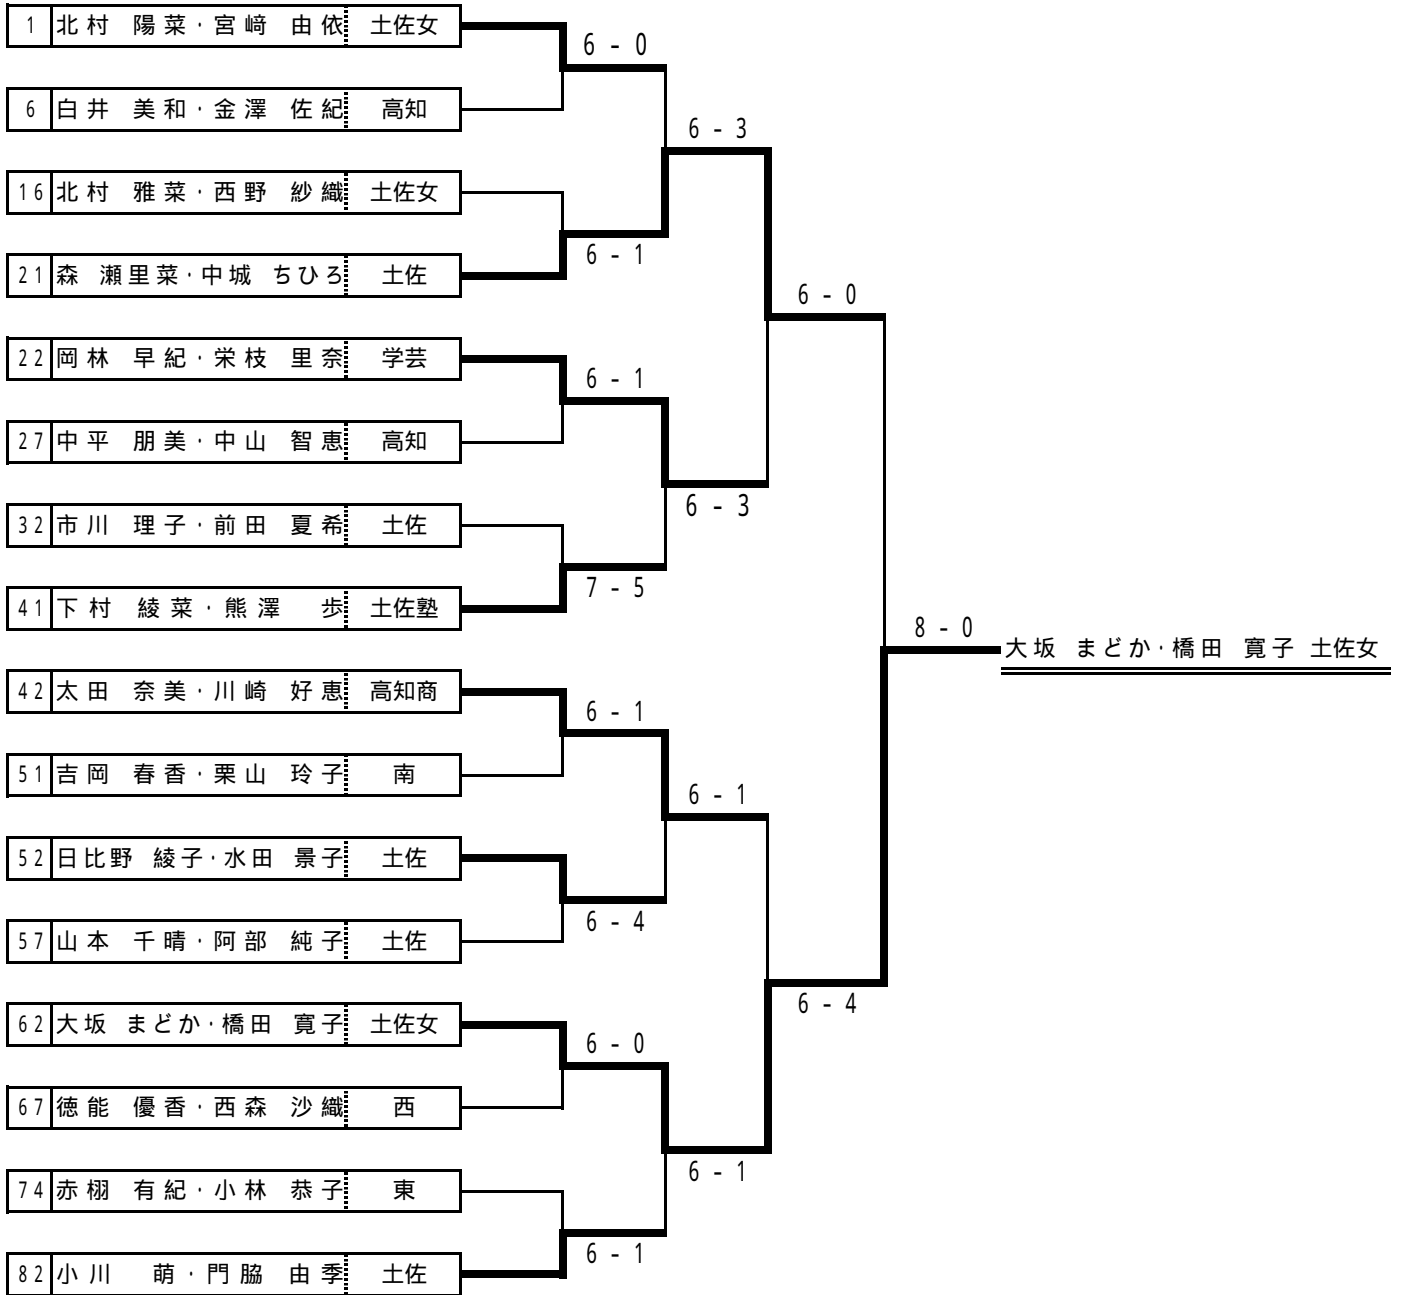 1 北村 陽菜・宮﨑 由依 土佐女
6 - 0
6 白井 美和・金澤 佐紀 高知
6 - 3
16 北村 雅菜・西野 紗織 土佐女
6 - 1
21 森 瀬里菜・中城 ちひろ 土佐
6 - 0
22 岡林 早紀・栄枝 里奈 学芸
6 - 1
27 中平 朋美・中山 智恵 高知
6 - 3
32 市川 理子・前田 夏希 土佐
7 - 5
41 下村 綾菜・熊澤 歩 土佐塾
8 - 0
大坂 まどか・橋田 寛子 土佐女
42 太田 奈美・川崎 好恵 高知商
6 - 1
51 吉岡 春香・栗山 玲子 南
6 - 1
52 日比野 綾子・水田 景子 土佐
6 - 4
57 山本 千晴・阿部 純子 土佐
6 - 4
62 大坂 まどか・橋田 寛子 土佐女
6 - 0
67 徳能 優香・西森 沙織 西
6 - 1
74 赤栩 有紀・小林 恭子 東
6 - 1
82 小川 萌・門脇 由季 土佐